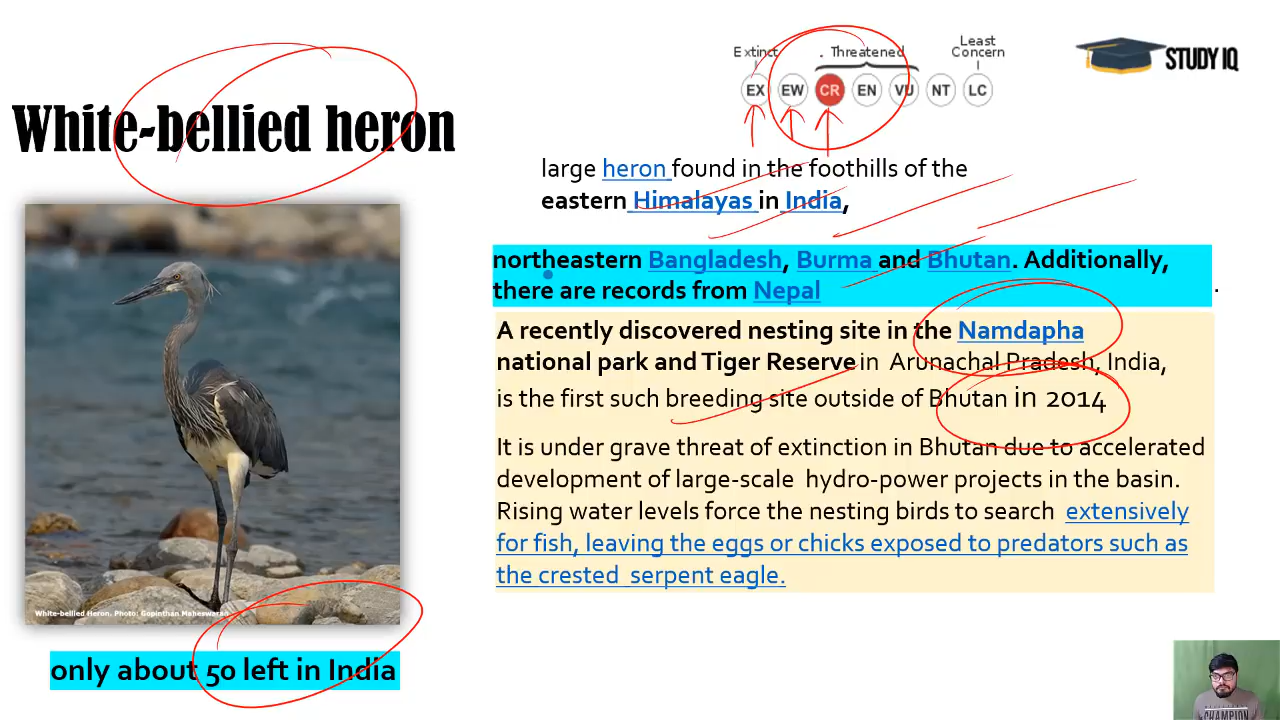 Extinct
Threatened
Least
Concern
EX EW CR EN VU NT LC
STUDY IQ
White-bellied heron
large heron found in the foothills of the
eastern Himalayas in India,
northeastern Bangladesh, Burma and Bhutan. Additionally,
there are records from Nepal
.
A recently discovered nesting site in the Namdapha
national park and Tiger Reserve in Arunachal Pradesh, India,
is the first such breeding site outside of Bhutan in 2014
It is under grave threat of extinction in Bhutan due to accelerated
development of large-scale hydro-power projects in the basin.
Rising water levels force the nesting birds to search extensively
for fish, leaving the eggs or chicks exposed to predators such as
the crested serpent eagle.
White-bellied Heron. Photo: Gopinthan Maheswaran
only about 50 left in India
CHAMPION